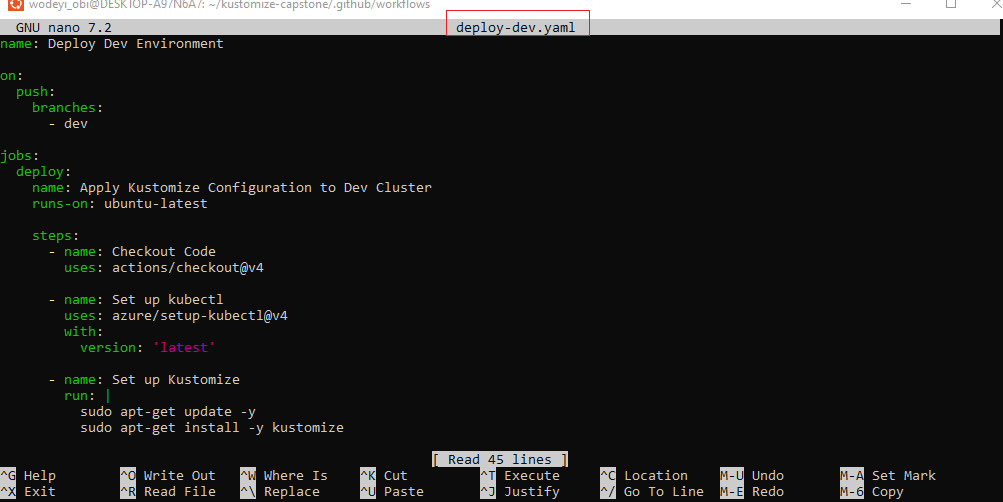 wodeyi_obi@DESKTOP-A97N6A7: ~/kustomize-capstone/.github/workflows
GNU nano 7.2 deploy-dev.yaml
name: Deploy Dev Environment
on:
  push:
    branches:
      - dev
jobs:
  deploy:
    name: Apply Kustomize Configuration to Dev Cluster
    runs-on: ubuntu-latest
    steps:
      - name: Checkout Code
        uses: actions/checkout@v4
      - name: Set up kubectl
        uses: azure/setup-kubectl@v4
        with:
          version: 'latest'
      - name: Set up Kustomize
        run: |
          sudo apt-get update -y
          sudo apt-get install -y kustomize
[ Read 45 lines ]
^G Help ^O Write Out ^W Where Is ^K Cut ^T Execute ^C Location M-U Undo M-A Set Mark
^X Exit ^R Read File ^\ Replace ^U Paste ^J Justify ^/ Go To Line M-E Redo M-6 Copy